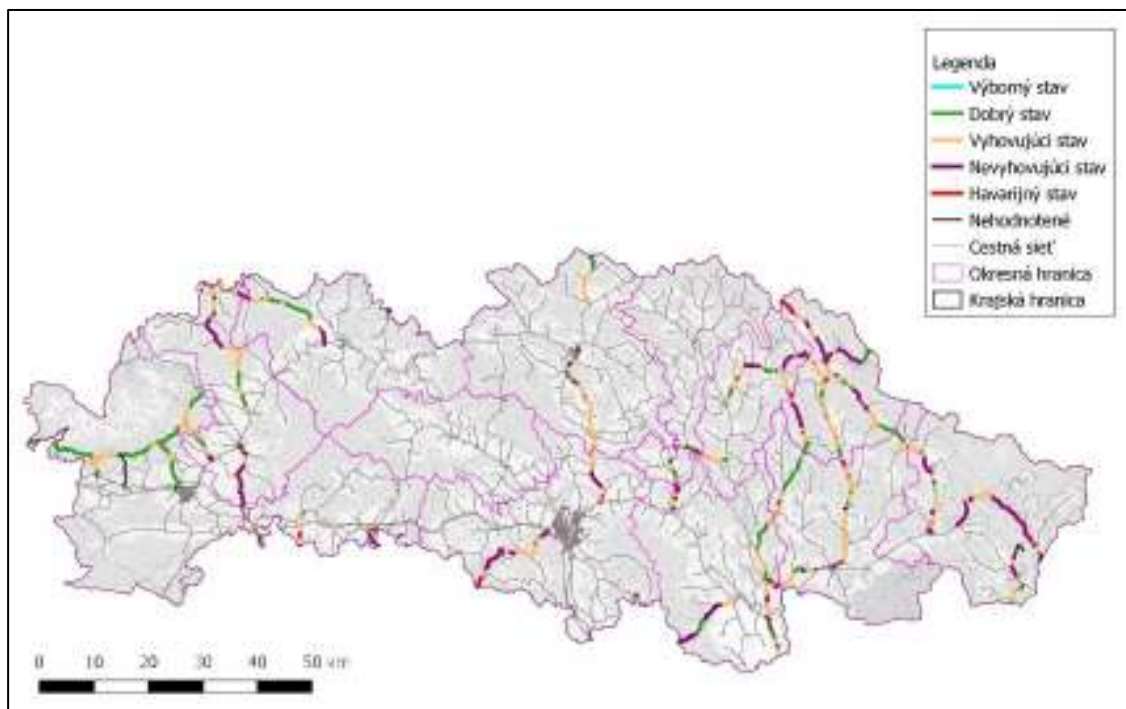 Legenda
Výborný stav
Dobrý stav
Vyhovujúci stav
Nevyhovujúci stav
Havarijný stav
Nehodnotené
Cestná sieť
Okresná hranica
Krajská hranica
0 10 20 30 40 50 km